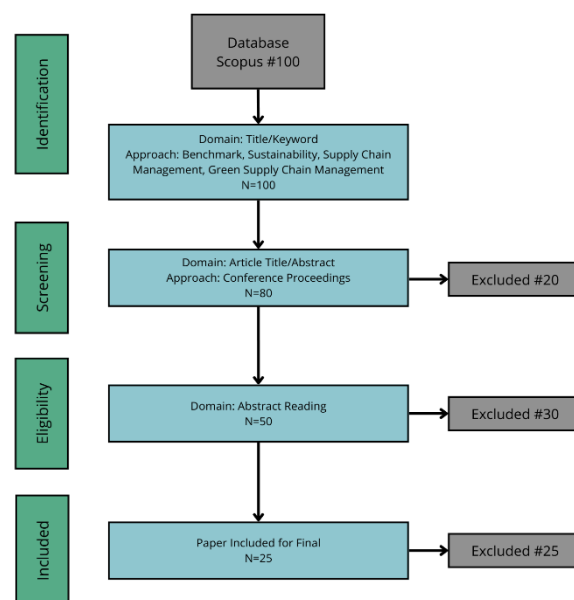 Identification
Database
Scopus #100
Domain: Title/Keyword
Approach: Benchmark, Sustainability, Supply Chain
Management, Green Supply Chain Management
N=100
Screening
Domain: Article Title/Abstract
Approach: Conference Proceedings
N=80
Excluded #20
Eligibility
Domain: Abstract Reading
N=50
Excluded #30
Included
Paper Included for Final
N=25
Excluded #25